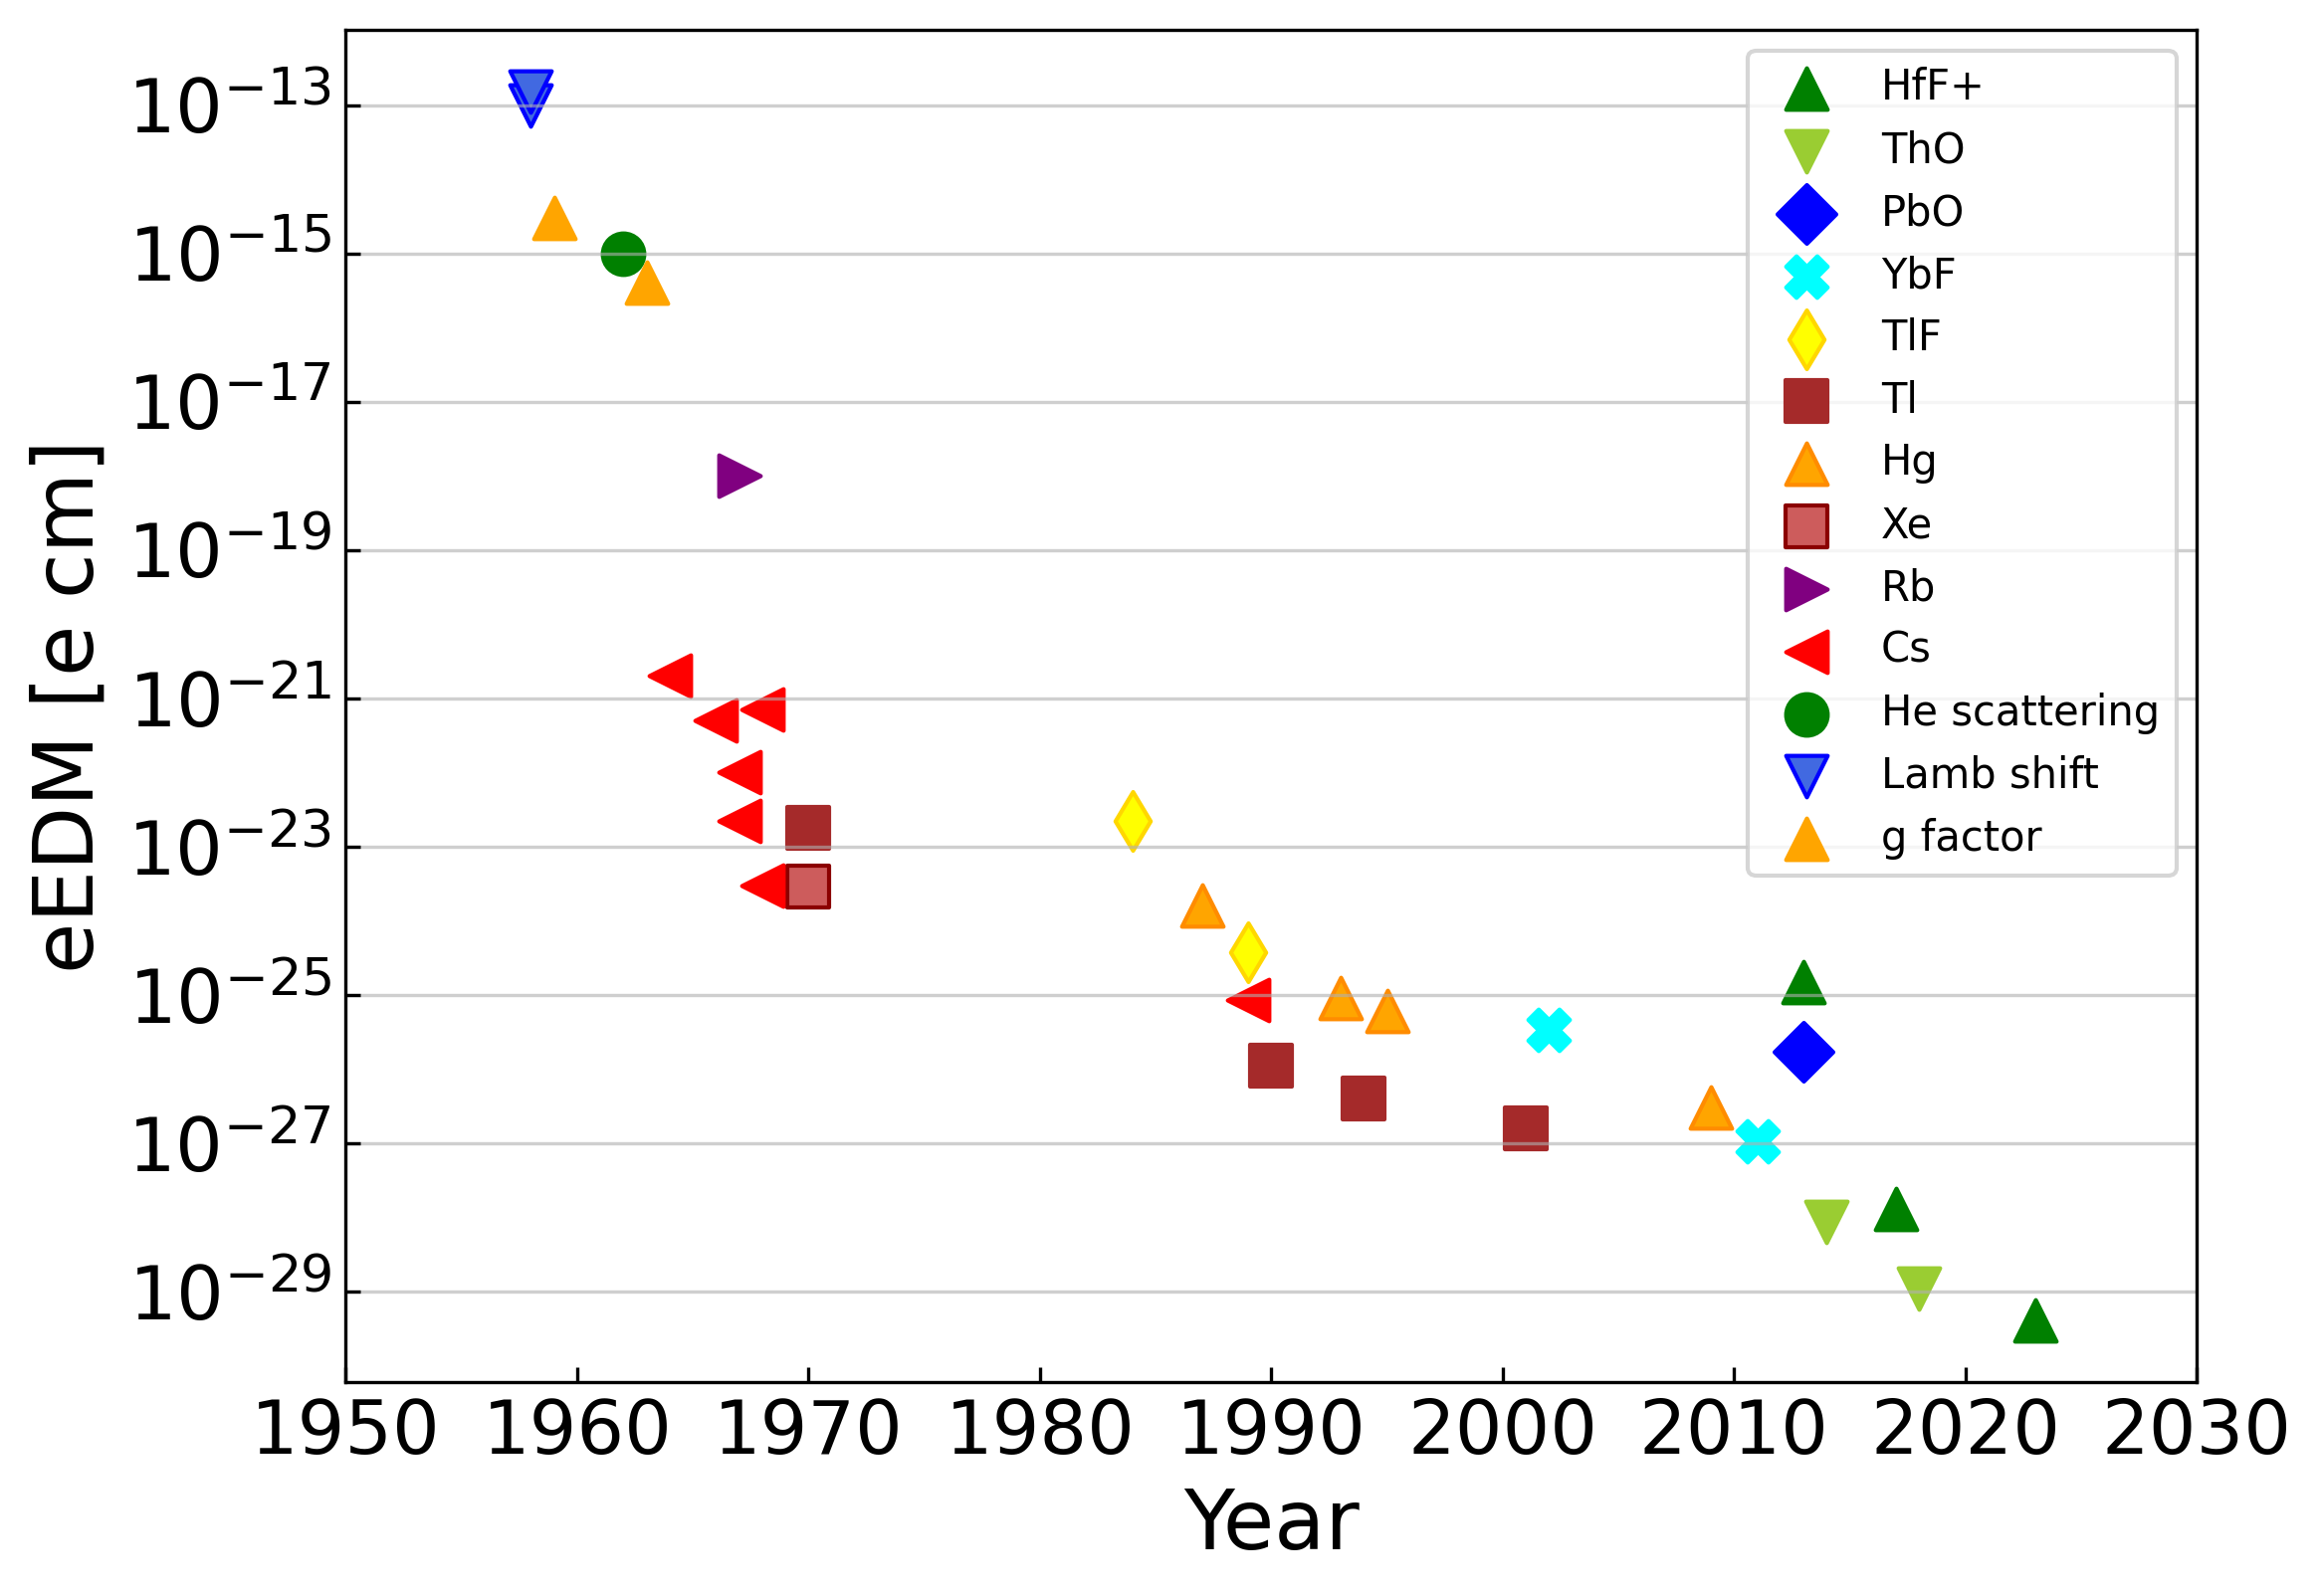 eEDM [e cm]
10⁻¹³
10⁻¹⁵
10⁻¹⁷
10⁻¹⁹
10⁻²¹
10⁻²³
10⁻²⁵
10⁻²⁷
10⁻²⁹
HfF+
ThO
PbO
YbF
TlF
Tl
Hg
Xe
Rb
Cs
He scattering
Lamb shift
g factor
1950 1960 1970 1980 1990 2000 2010 2020 2030
Year